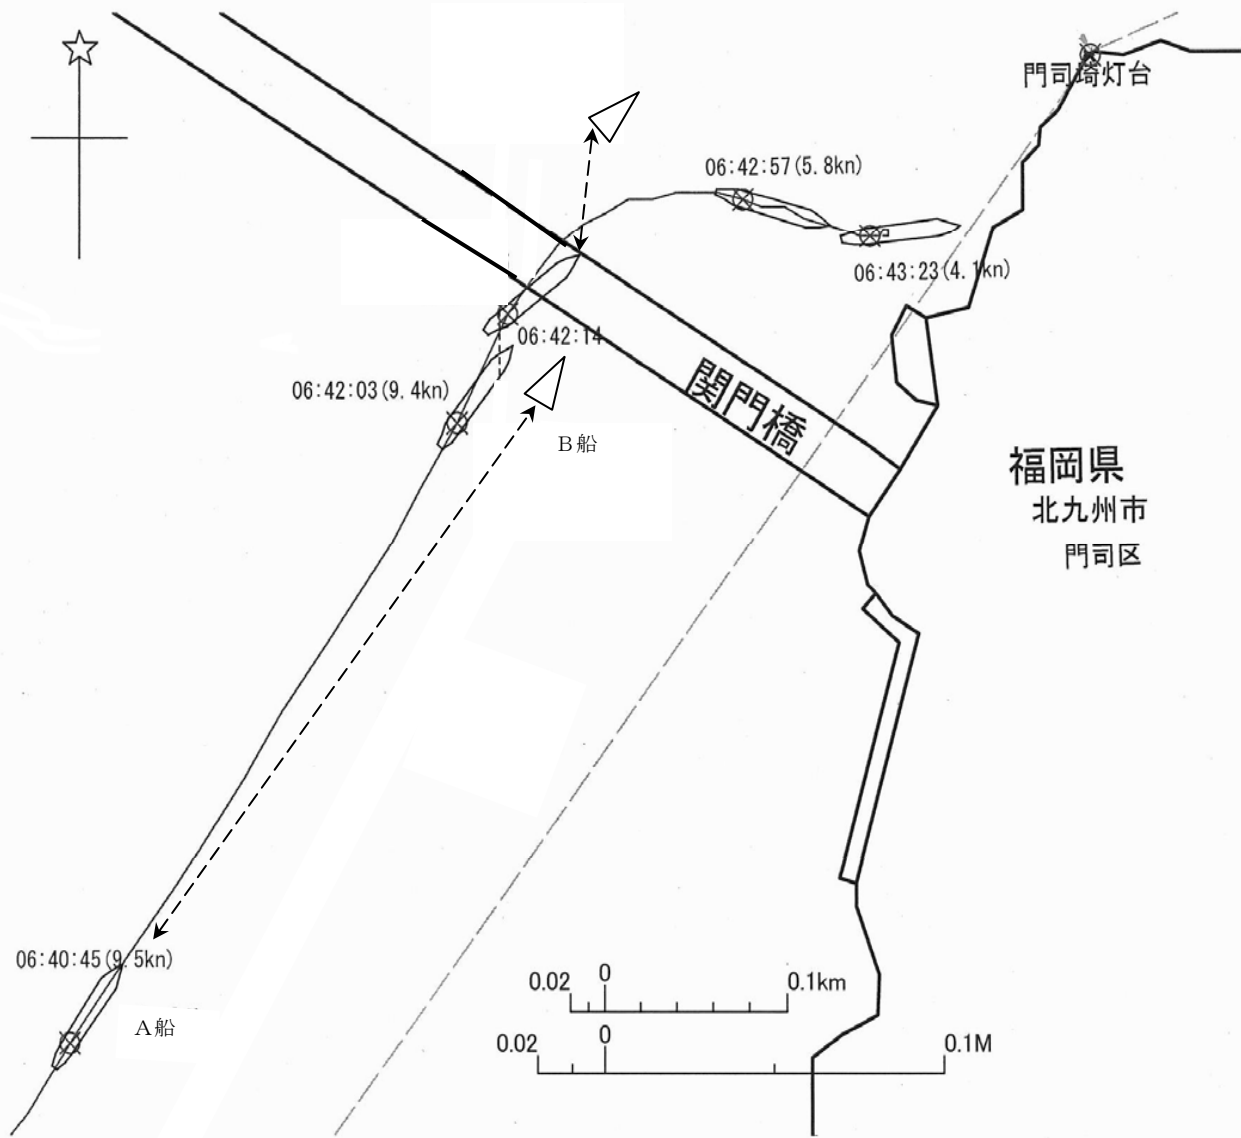 門司埼灯台
06:42:57(5.8kn)
06:43:23(4.1kn)
06:42:14
06:42:03(9.4kn)
関門橋
B船
福岡県
北九州市
門司区
06:40:45(9.5kn)
A船
0.02 0 0.1km
0.02 0 0.1M